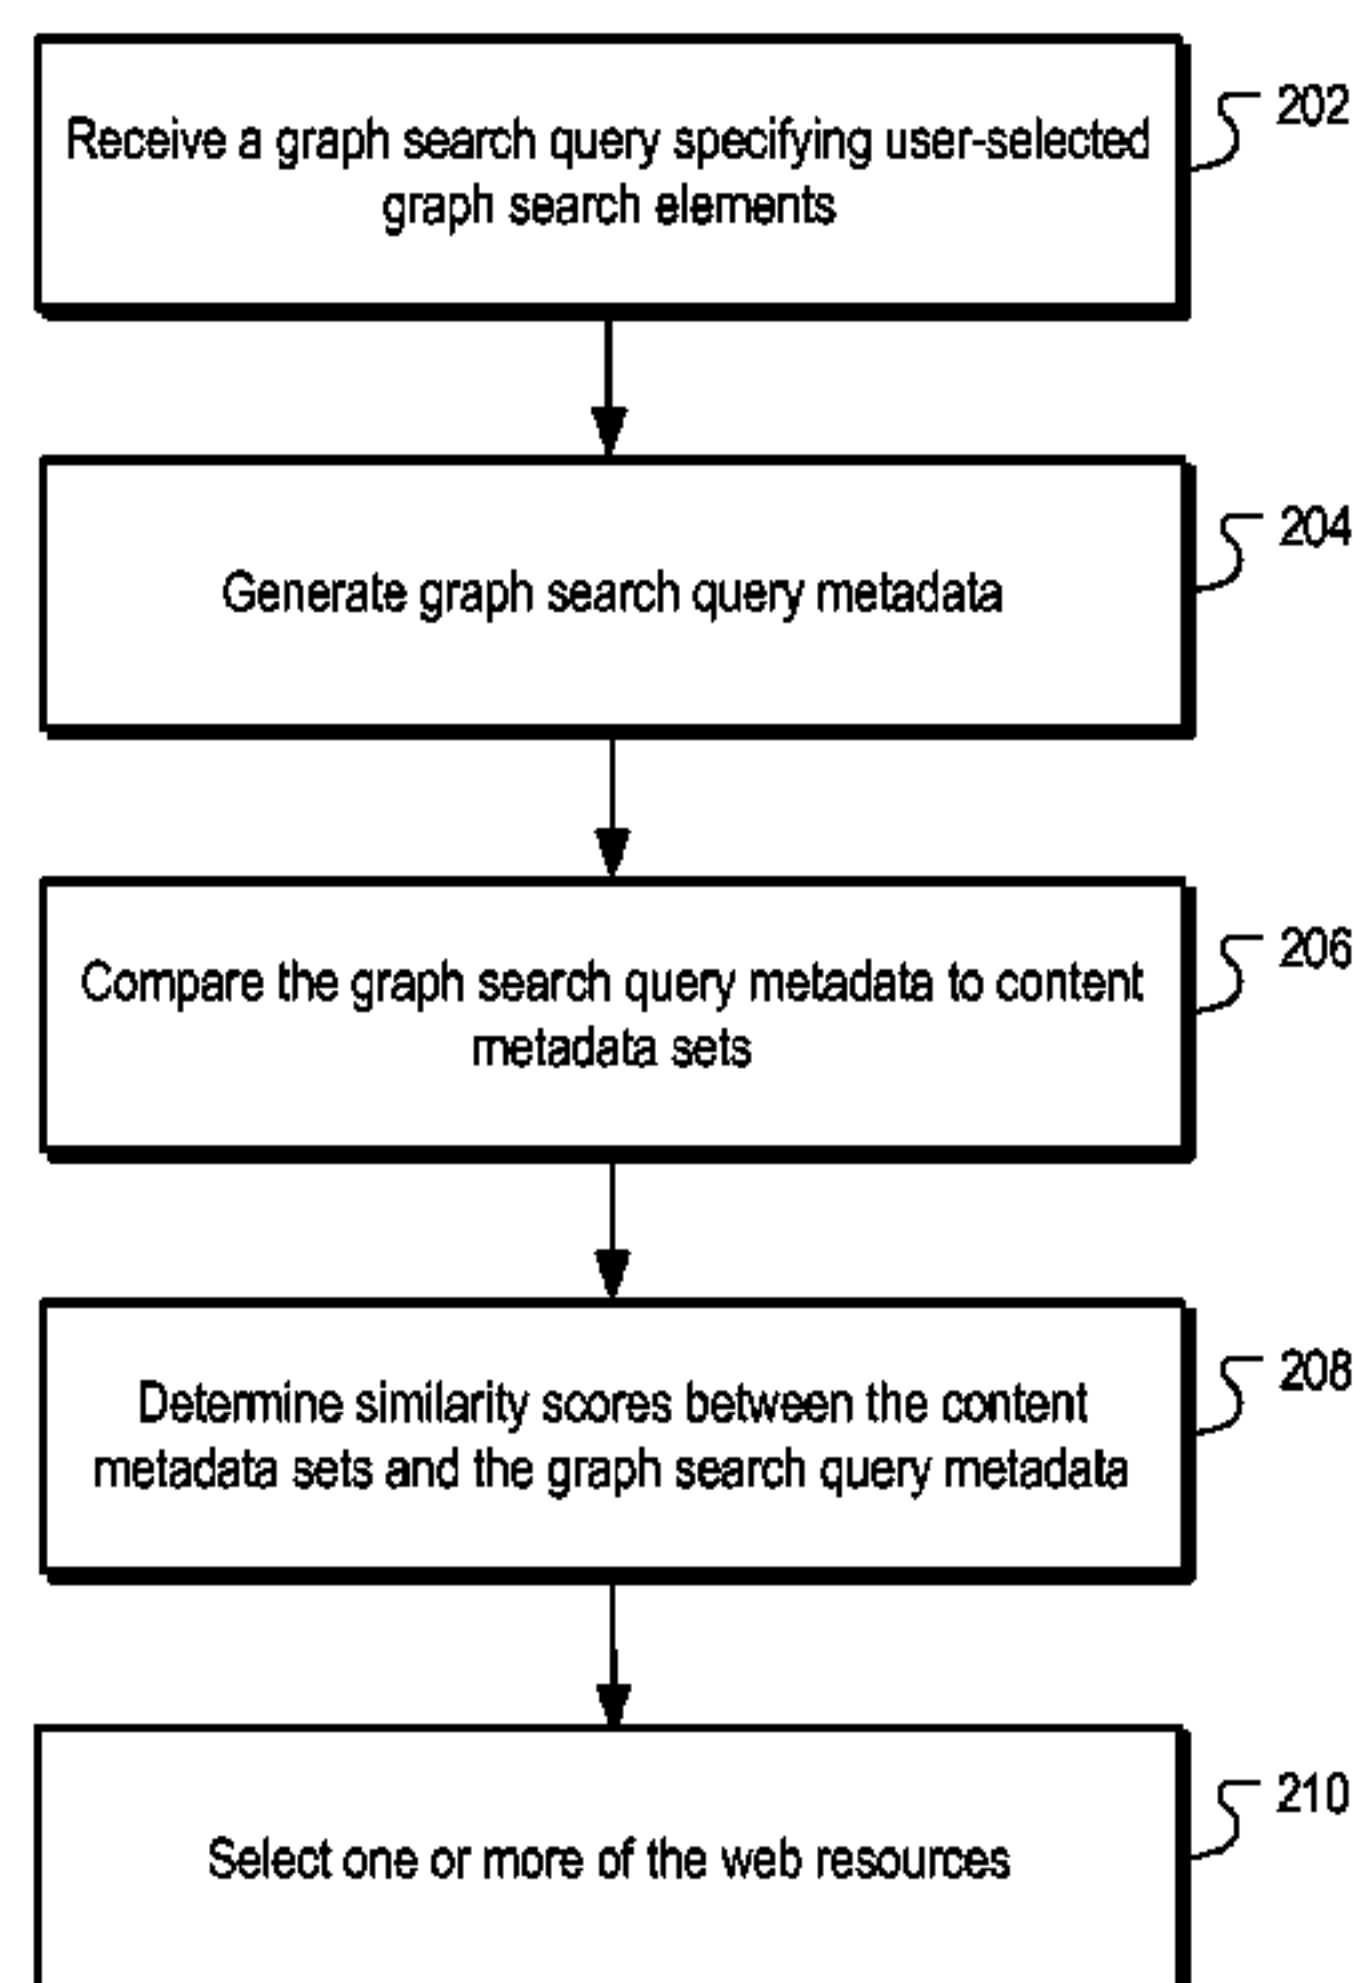 Receive a graph search query specifying user-selected
graph search elements
202
Generate graph search query metadata
204
Compare the graph search query metadata to content
metadata sets
206
Determine similarity scores between the content
metadata sets and the graph search query metadata
208
Select one or more of the web resources
210